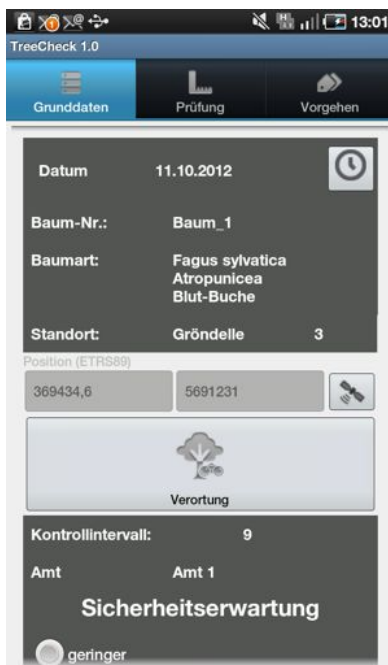 13:01
TreeCheck 1.0
Grunddaten Prüfung Vorgehen
Datum 11.10.2012
Baum-Nr.: Baum_1
Baumart: Fagus sylvatica
Atropunicea
Blut-Buche
Standort: Gröndelle 3
Position (ETRS89)
369434,6 5691231
Verortung
Kontrollintervall: 9
Amt Amt 1
Sicherheitserwartung
geringer